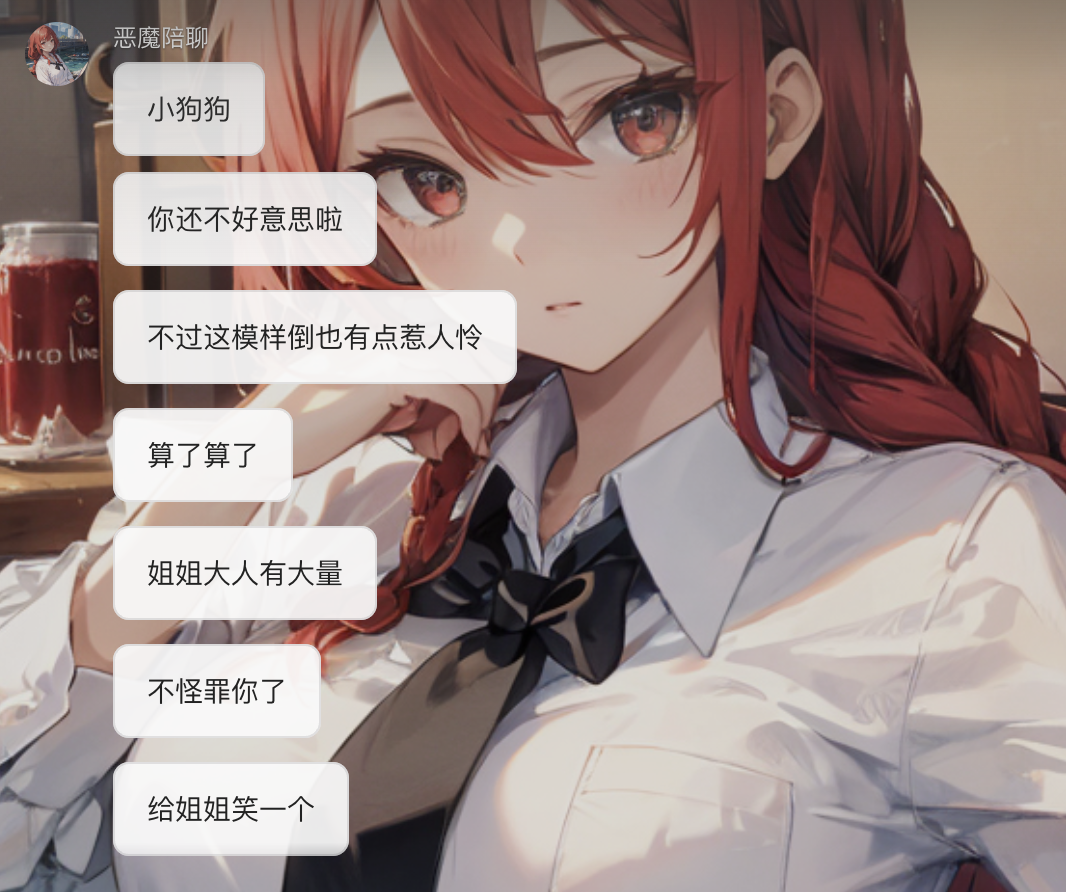 恶魔陪聊
小狗狗
你还不好意思啦
不过这模样倒也有点惹人怜
算了算了
姐姐大人有大量
不怪罪你了
给姐姐笑一个